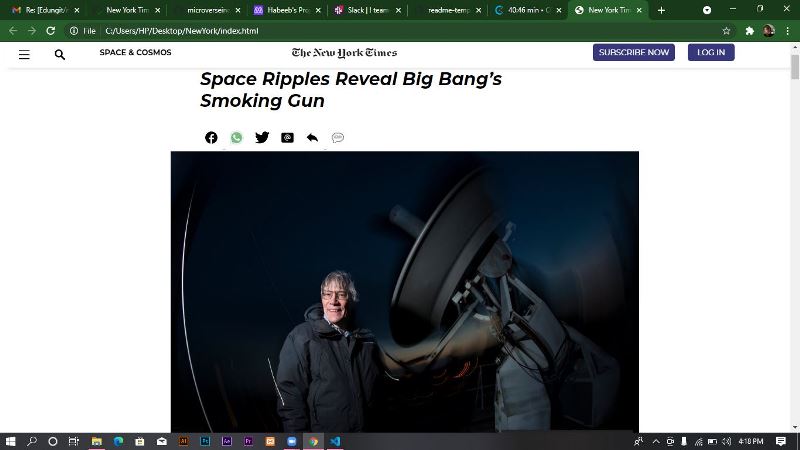 Re: [Edungit/
New York Tim
microverseinc
Habeeb's Pro
Slack | I team
readme-temp
40:46 min • C
New York Tim
File
C:/Users/HP/Desktop/NewYork/index.html
SPACE & COSMOS
The New York Times
SUBSCRIBE NOW
LOG IN
Space Ripples Reveal Big Bang's
Smoking Gun
4:18 PM